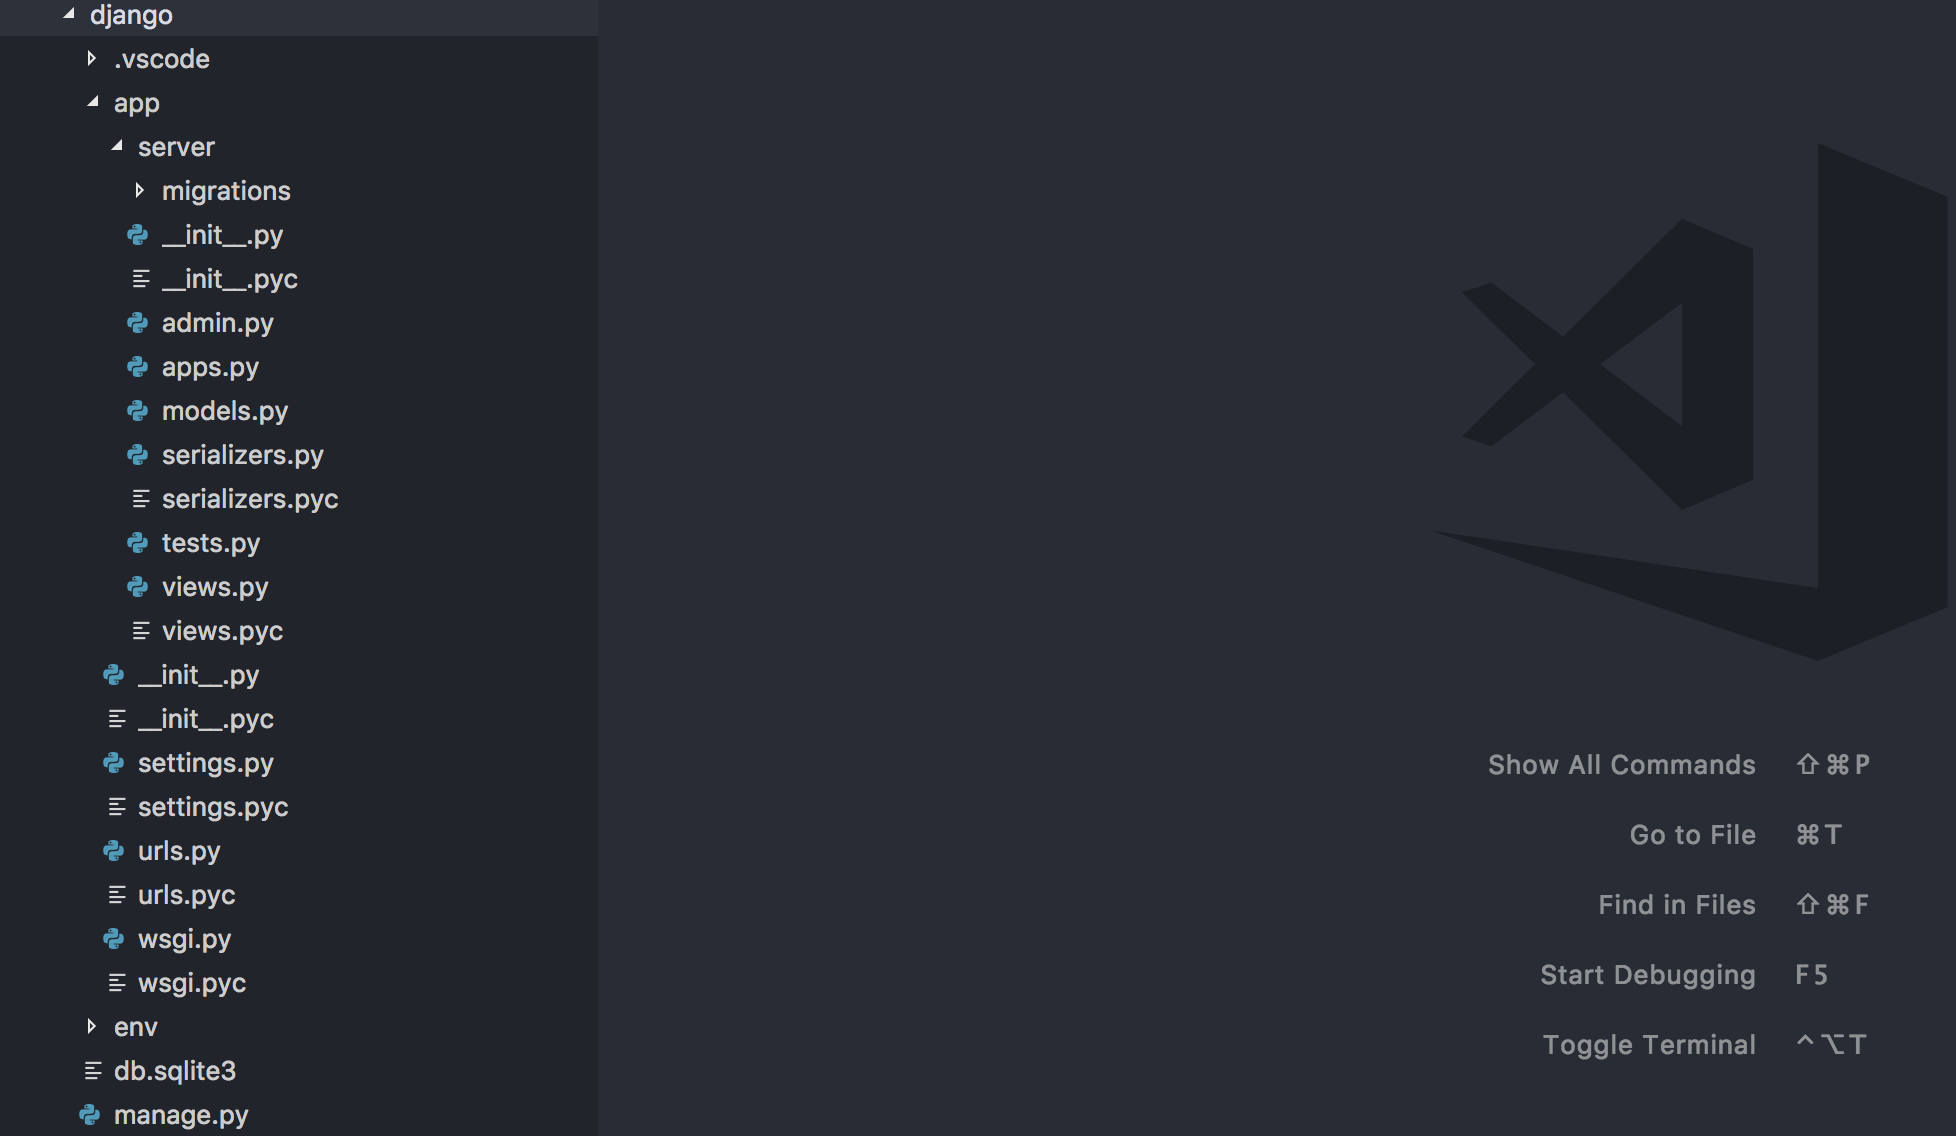 django
.vscode
app
server
migrations
__init__.py
__init__.pyc
admin.py
apps.py
models.py
serializers.py
serializers.pyc
tests.py
views.py
views.pyc
__init__.py
__init__.pyc
settings.py
settings.pyc
urls.py
urls.pyc
wsgi.py
wsgi.pyc
env
db.sqlite3
manage.py
Show All Commands ⇧⌘P
Go to File ⌘T
Find in Files ⇧⌘F
Start Debugging F5
Toggle Terminal ^⌥T